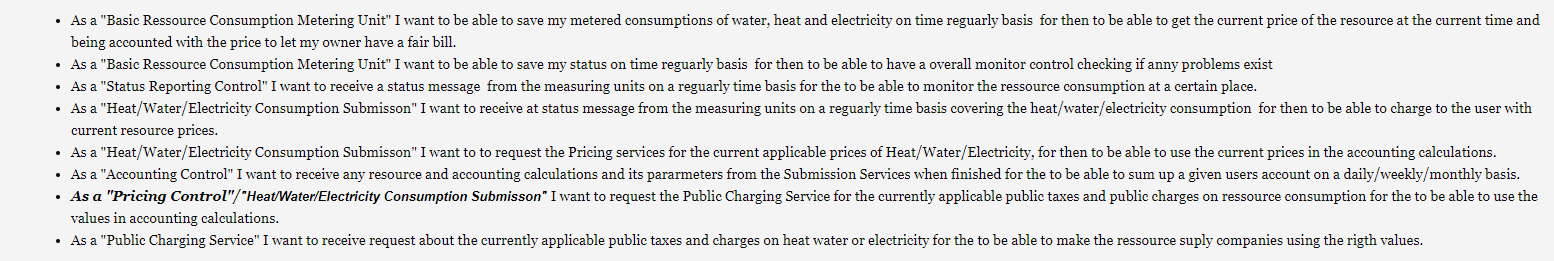 • As a "Basic Ressource Consumption Metering Unit" I want to be able to save my metered consumptions of water, heat and electricity on time reguarly basis  for then to be able to get the current price of the resource at the current time and
being accounted with the price to let my owner have a fair bill.
• As a "Basic Ressource Consumption Metering Unit" I want to be able to save my status on time reguarly basis  for then to be able to have a overall monitor control checking if anny problems exist
• As a "Status Reporting Control" I want to receive a status message  from the measuring units on a reguarly time basis for the to be able to monitor the ressource consumption at a certain place.
• As a "Heat/Water/Electricity Consumption Submisson" I want to receive at status message from the measuring units on a reguarly time basis covering the heat/water/electricity consumption  for then to be able to charge to the user with
current resource prices.
• As a "Heat/Water/Electricity Consumption Submisson" I want to to request the Pricing services for the current applicable prices of Heat/Water/Electricity, for then to be able to use the current prices in the accounting calculations.
• As a "Accounting Control" I want to receive any resource and accounting calculations and its pararmeters from the Submission Services when finished for the to be able to sum up a given users account on a daily/weekly/monthly basis.
• As a "Pricing Control"/"Heat/Water/Electricity Consumption Submisson" I want to request the Public Charging Service for the currently applicable public taxes and public charges on ressource consumption for the to be able to use the
values in accounting calculations.
• As a "Public Charging Service" I want to receive request about the currently applicable public taxes and charges on heat water or electricity for the to be able to make the ressource suply companies using the rigth values.